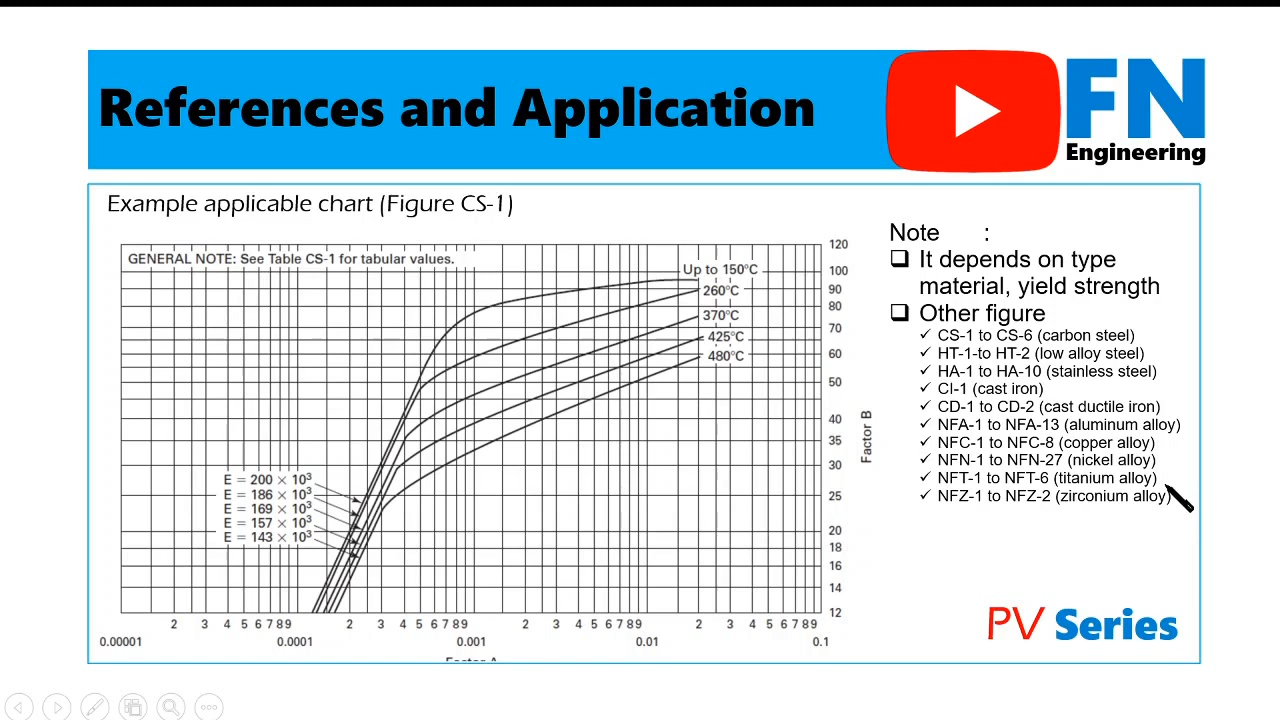 References and Application
FN
Engineering
Example applicable chart (Figure CS-1)
GENERAL NOTE: See Table CS-1 for tabular values.
Up to 150°C
260°C
370°C
425°C
480°C
E = 200 × 10³
E = 186 × 10³
E = 169 × 10³
E = 157 × 10³
E = 143 × 10³
120
100
90
80
70
60
50
40
35
30
25
20
18
16
14
12
Factor B
2 3 4 5 6 7 8 9 2 3 4 5 6 7 8 9 2 3 4 5 6 7 8 9 2 3 4 5 6 7 8 9
0.00001 0.0001 0.001 0.01 0.1
Factor A
Note :
It depends on type
material, yield strength
Other figure
CS-1 to CS-6 (carbon steel)
HT-1-to HT-2 (low alloy steel)
HA-1 to HA-10 (stainless steel)
CI-1 (cast iron)
CD-1 to CD-2 (cast ductile iron)
NFA-1 to NFA-13 (aluminum alloy)
NFC-1 to NFC-8 (copper alloy)
NFN-1 to NFN-27 (nickel alloy)
NFT-1 to NFT-6 (titanium alloy)
NFZ-1 to NFZ-2 (zirconium alloy)
PV Series